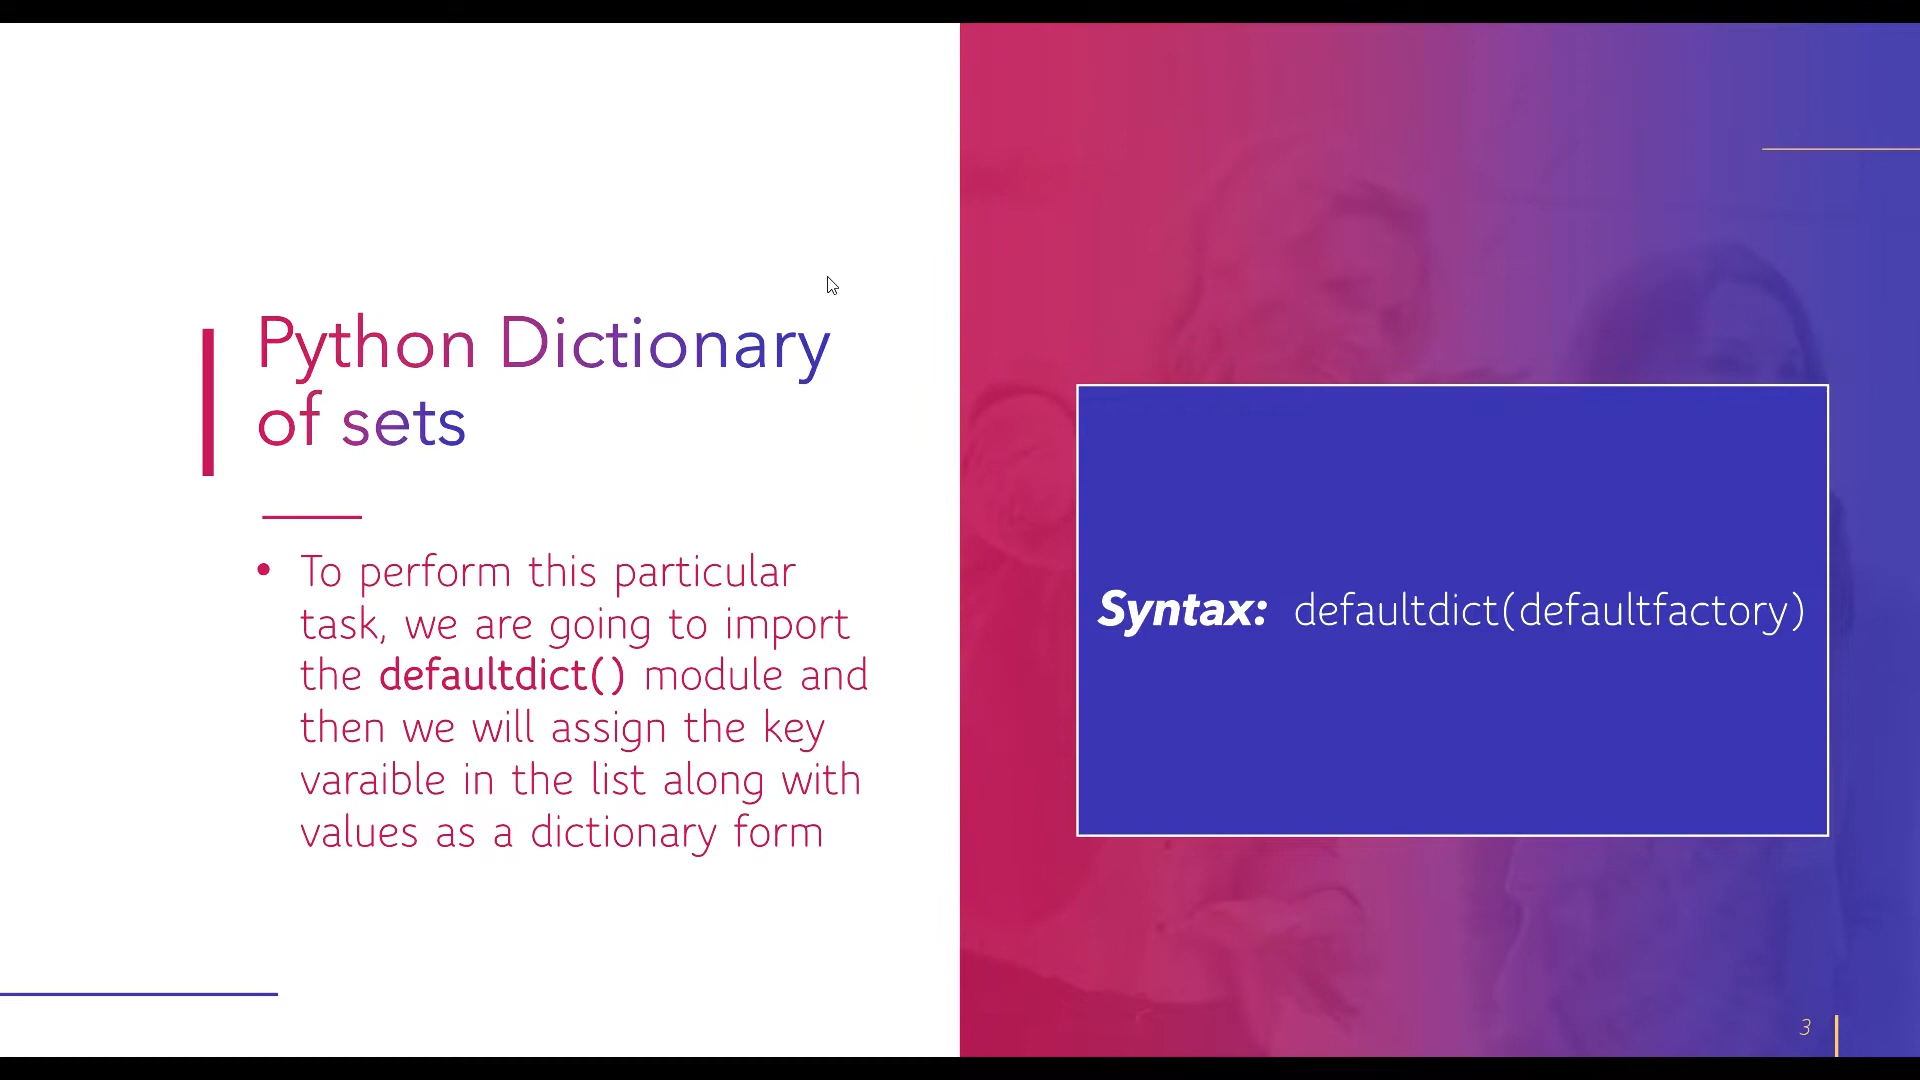 Python Dictionary
of sets
• To perform this particular
task, we are going to import
the defaultdict() module and
then we will assign the key
varaible in the list along with
values as a dictionary form
Syntax: defaultdict(defaultfactory)
3